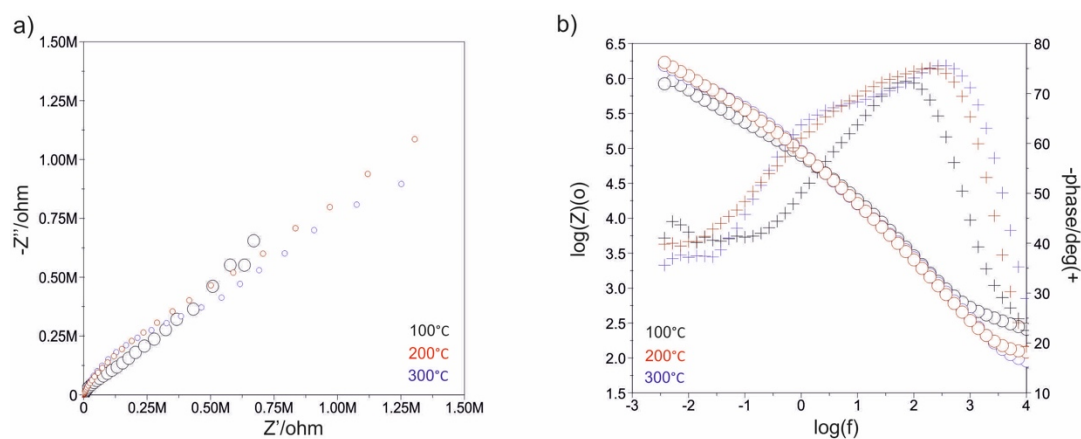 a)
-Z''/ohm
1.50M
1.25M
1.00M
0.75M
0.50M
0.25M
0
0 0.25M 0.50M 0.75M 1.00M 1.25M 1.50M
Z'/ohm
100°C
200°C
300°C
b)
log(Z)(o)
6.5
6.0
5.5
5.0
4.5
4.0
3.5
3.0
2.5
2.0
1.5
-3 -2 -1 0 1 2 3 4
log(f)
100°C
200°C
300°C
80
70
60
50
40
30
20
10
-phase/deg(+